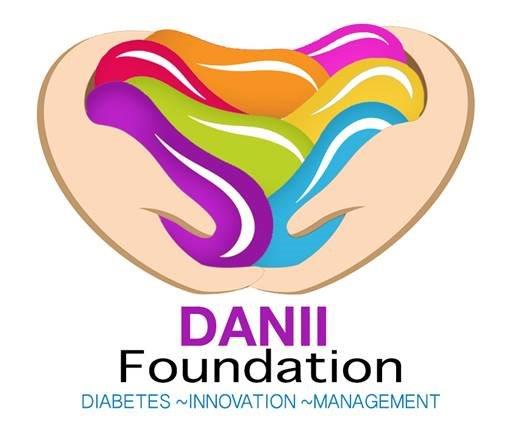 DANII
Foundation
DIABETES ~INNOVATION ~MANAGEMENT